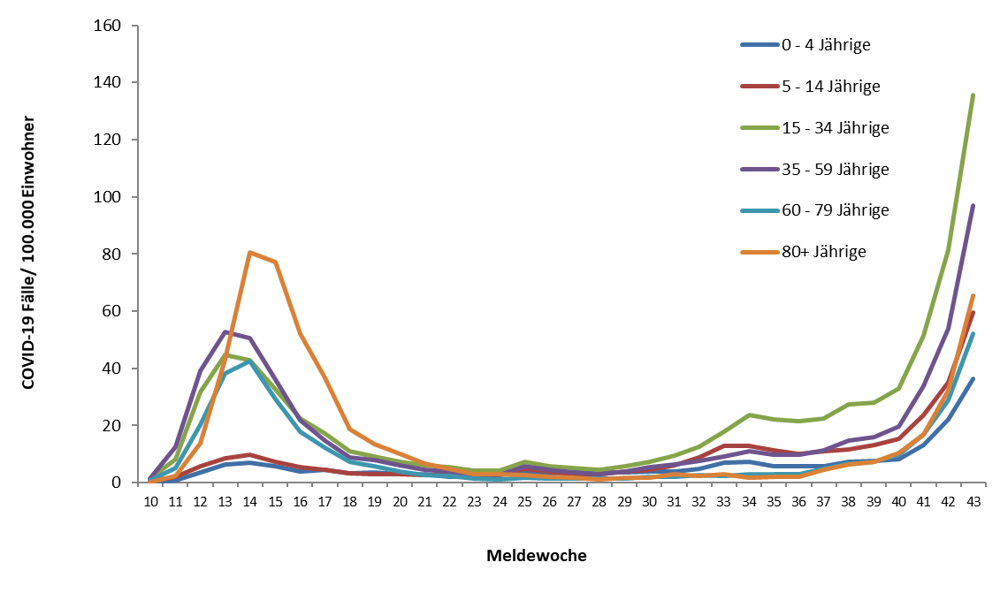 COVID-19 Fälle/ 100.000 Einwohner
160
140
120
100
80
60
40
20
0
0 - 4 Jährige
5 - 14 Jährige
15 - 34 Jährige
35 - 59 Jährige
60 - 79 Jährige
80+ Jährige
10 11 12 13 14 15 16 17 18 19 20 21 22 23 24 25 26 27 28 29 30 31 32 33 34 35 36 37 38 39 40 41 42 43
Meldewoche